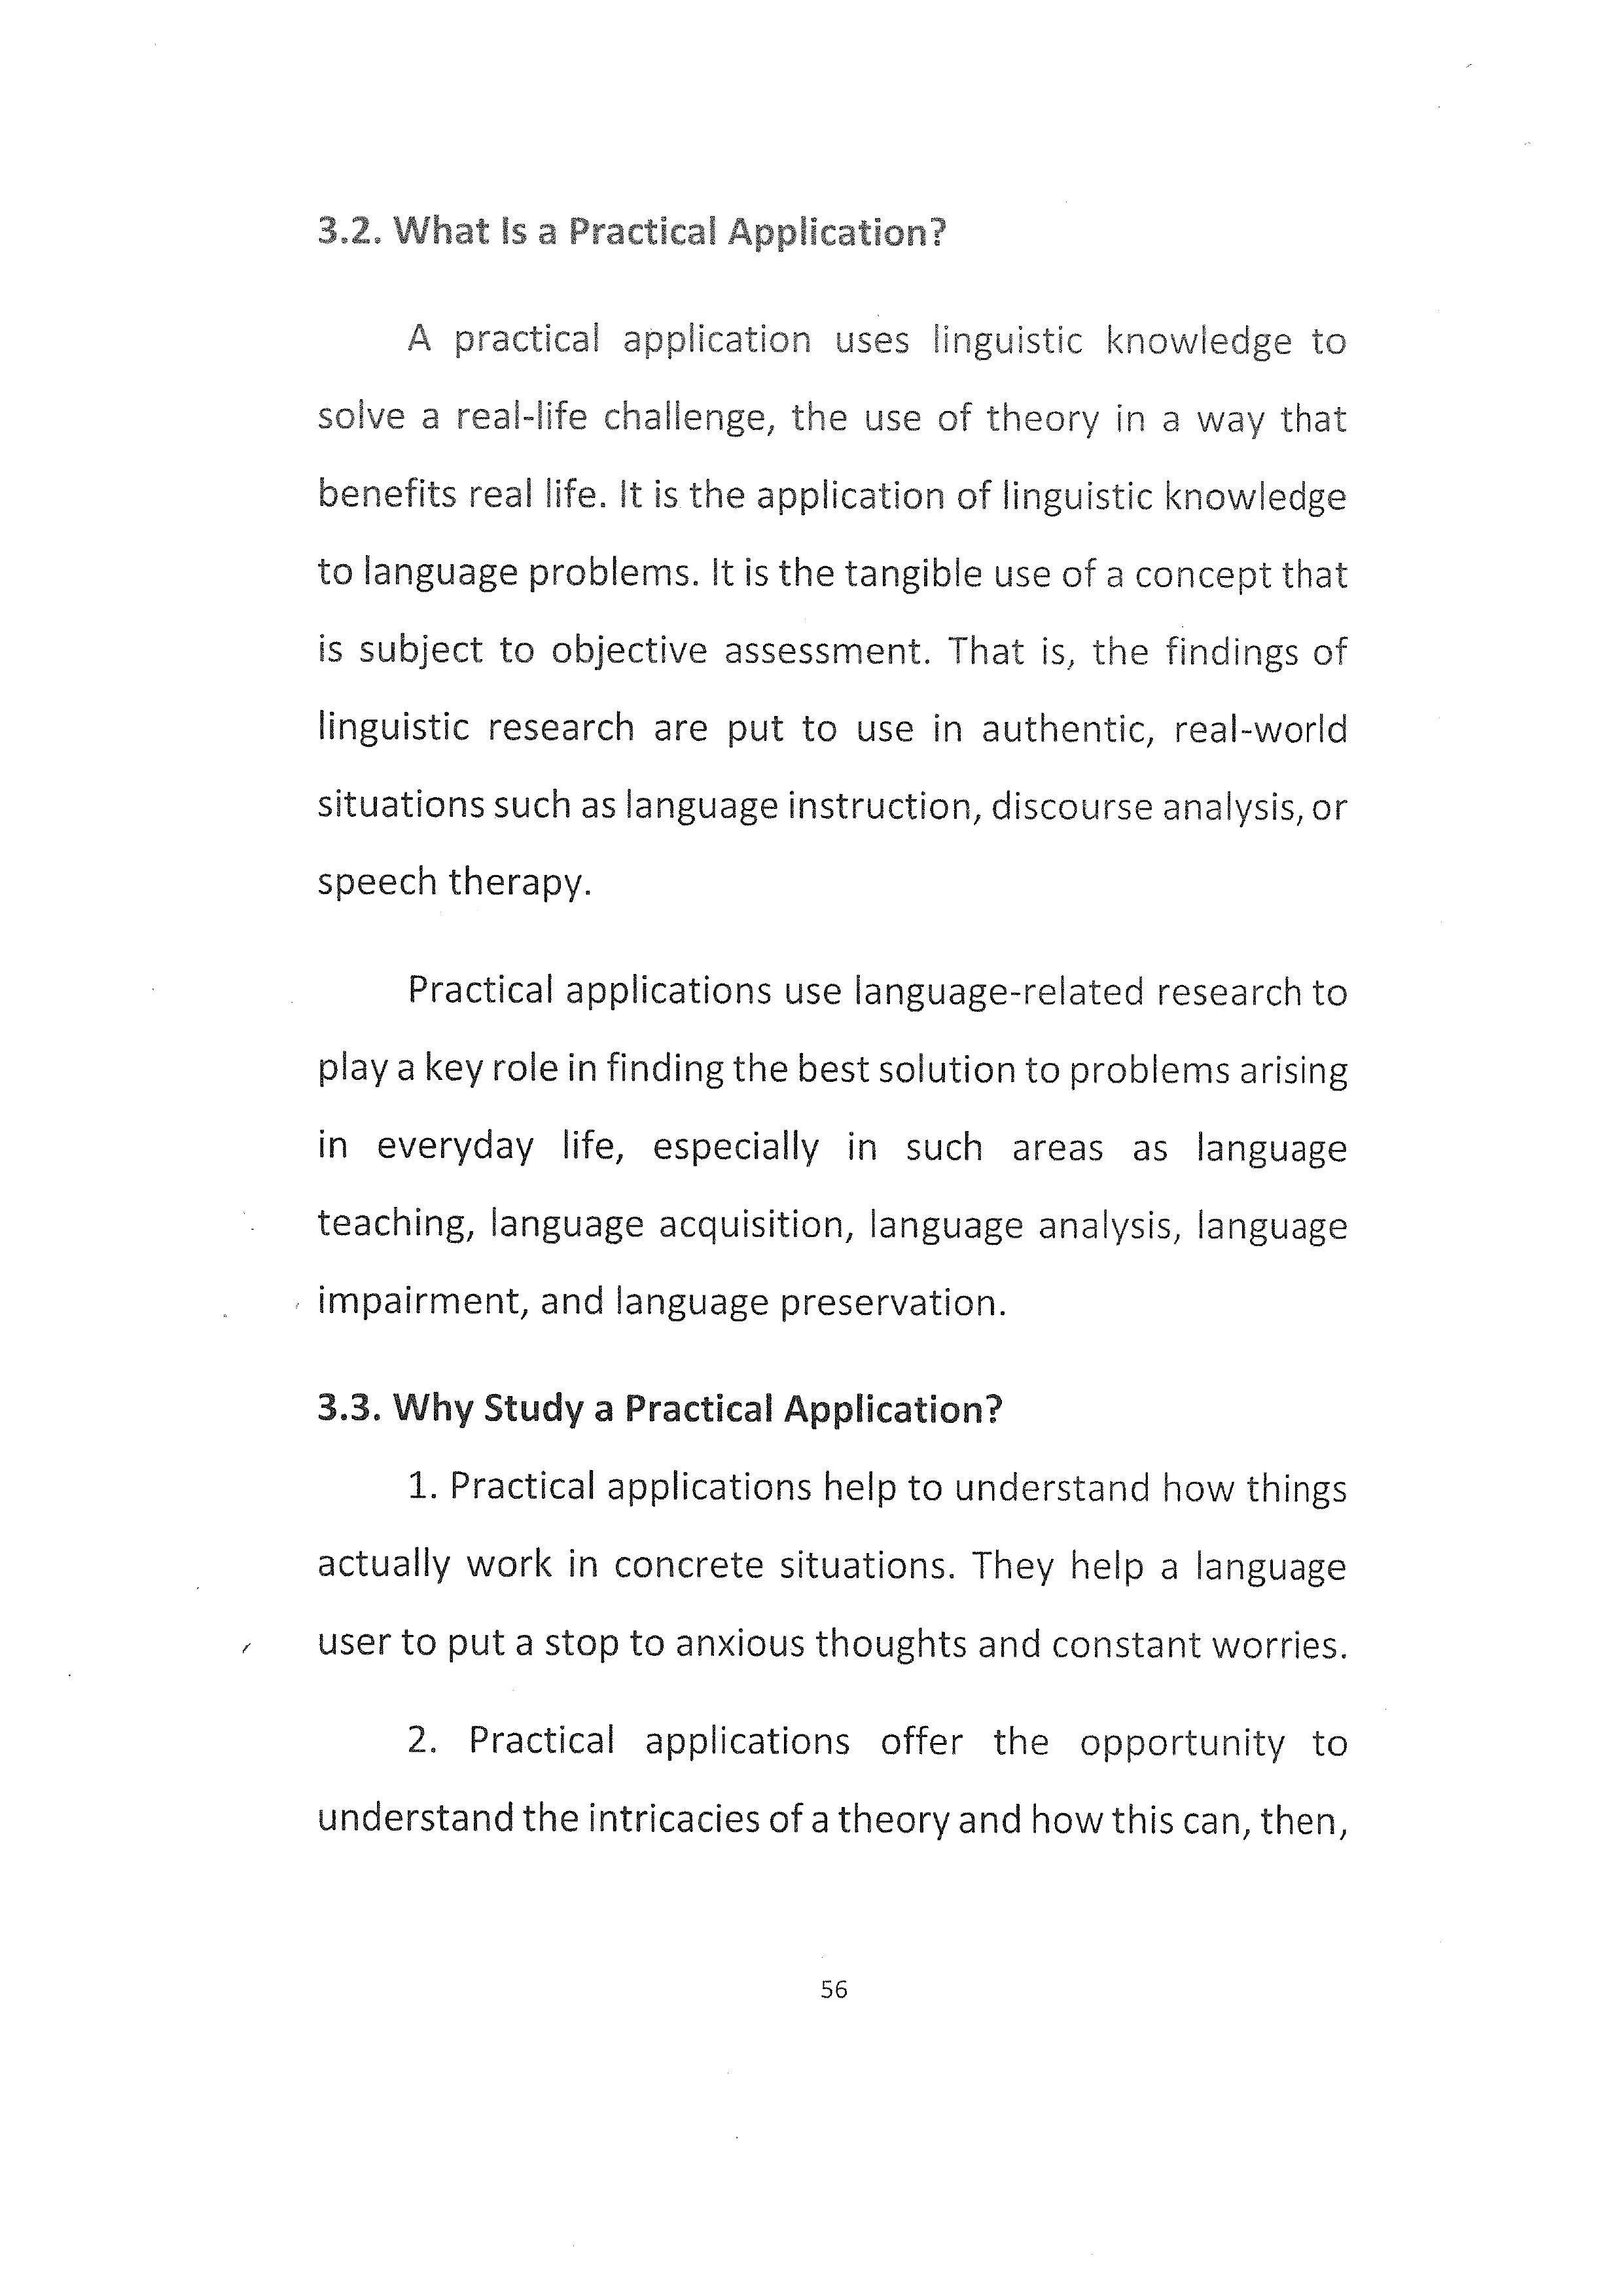 3.2. What Is a Practical Application?
A practical application uses linguistic knowledge to
solve a real-life challenge, the use of theory in a way that
benefits real life. It is the application of linguistic knowledge
to language problems. It is the tangible use of a concept that
is subject to objective assessment. That is, the findings of
linguistic research are put to use in authentic, real-world
situations such as language instruction, discourse analysis, or
speech therapy.
Practical applications use language-related research to
play a key role in finding the best solution to problems arising
in everyday life, especially in such areas as language
teaching, language acquisition, language analysis, language
impairment, and language preservation.
3.3. Why Study a Practical Application?
1. Practical applications help to understand how things
actually work in concrete situations. They help a language
user to put a stop to anxious thoughts and constant worries.
2. Practical applications offer the opportunity to
understand the intricacies of a theory and how this can, then,
56